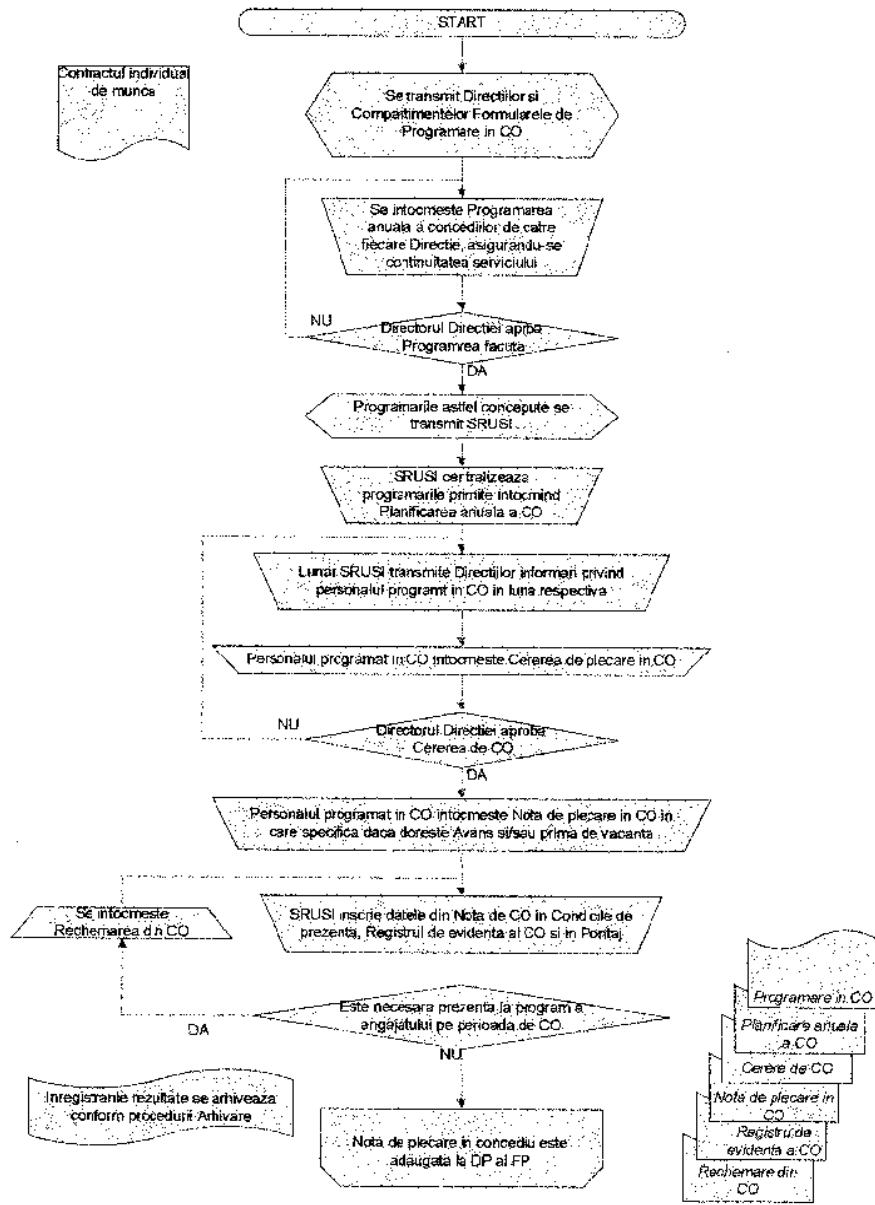 START
Contractul individual
de munca
Se transmit Directiilor si
Compartimentelor Formularele de
Programare in CO
Se intocmeste Programarea
anuala a concediilor de catre
fiecare Directie, asigurandu-se
continuitatea serviciului
NU
Directorul Directiei aproba
Programrea facuta
DA
Programarile astfel concepute se
transmit SRUSI
SRUSI centralizeaza
programarile primite intocmind
Planificarea anuala a CO
Lunar SRUSI transmite Directiilor informari privind
personalul programt in CO in luna respectiva
Personalul programat in CO intocmeste Cererea de plecare in CO
NU
Directorul Directiei aproba
Cererea de CO
DA
Personalul programat in CO intocmeste Nota de plecare in CO in
care specifica daca doreste Avans si/sau prima de vacanta
Se intocmeste
Rechemarea din CO
SRUSI inscrie datele din Nota de CO in Condicile de
prezenta, Registrul de evidenta al CO si in Pontaj
Este necesara prezenta la program a
angajatului pe perioada de CO
DA
NU
Programare in CO
Planificare anuala
a CO
Cerere de CO
Nota de plecare in
CO
Registru de
evidenta a CO
Rechemare din
CO
Inregistrarile rezultate se arhiveaza
conform procedurii Arhivare
Nota de plecare in concediu este
adaugata la DP al FP